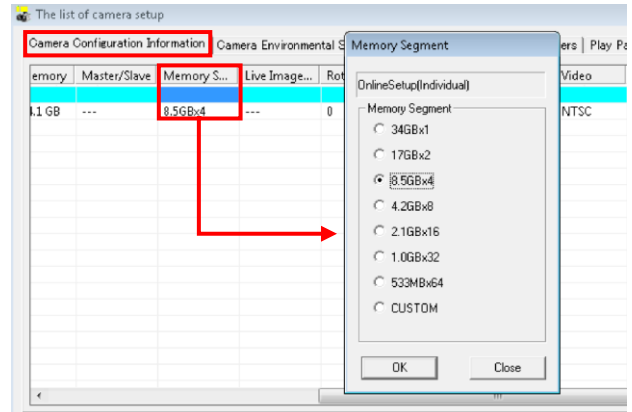 The list of camera setup
Camera Configuration Information
Camera Environmental S
ers
Play Pa
emory
Master/Slave
Memory S...
Live Image...
Rot
Video
4.1 GB
---
8.5GBx4
---
0
NTSC
Memory Segment
OnlineSetup(Individual)
Memory Segment
34GBx1
17GBx2
8.5GBx4
4.2GBx8
2.1GBx16
1.0GBx32
533MBx64
CUSTOM
OK
Close